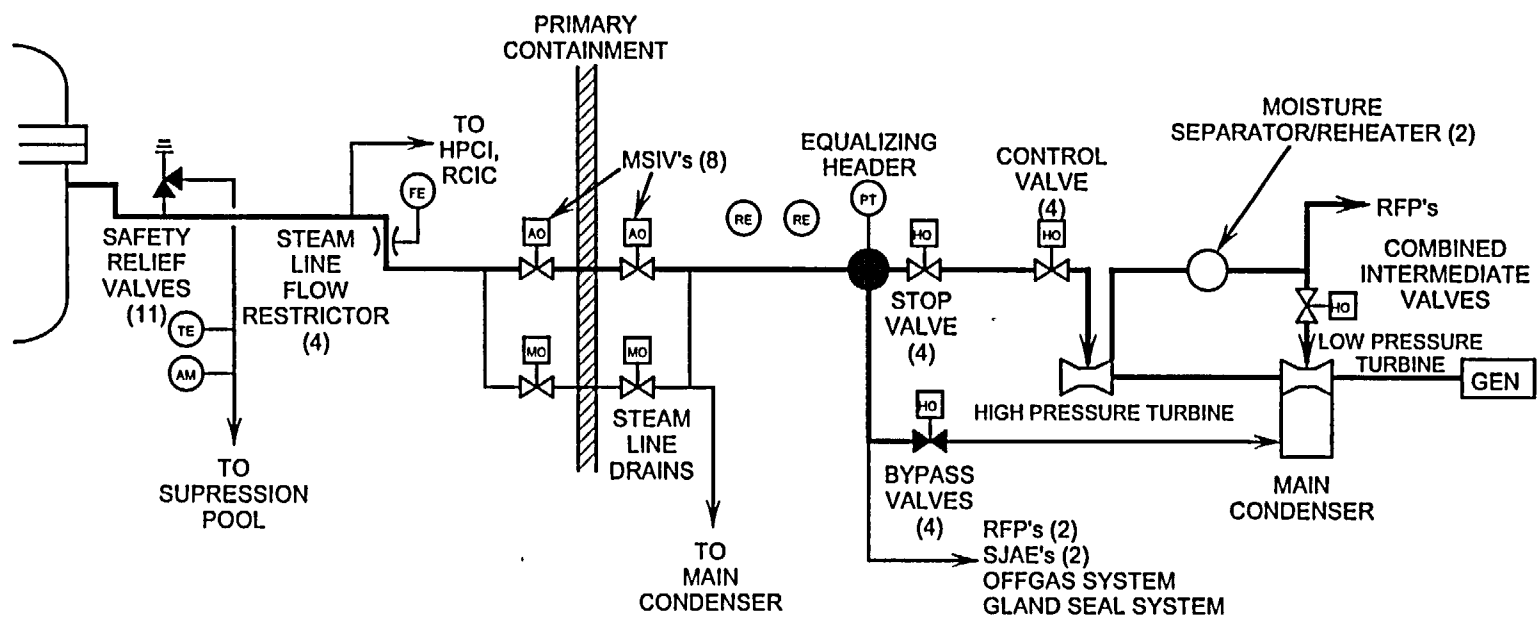 PRIMARY
CONTAINMENT
TO
HPCI,
RCIC
FE
MSIV's (8)
AO
AO
SAFETY
RELIEF
VALVES
(11)
STEAM
LINE
FLOW
RESTRICTOR
(4)
TE
AM
TO
SUPRESSION
POOL
MO
MO
STEAM
LINE
DRAINS
TO
MAIN
CONDENSER
RE
RE
EQUALIZING
HEADER
PT
HO
STOP
VALVE
(4)
CONTROL
VALVE
(4)
HO
MOISTURE
SEPARATOR/REHEATER (2)
RFP's
COMBINED
INTERMEDIATE
VALVES
HO
LOW PRESSURE
TURBINE
GEN
HIGH PRESSURE TURBINE
HO
BYPASS
VALVES
(4)
MAIN
CONDENSER
RFP's (2)
SJAE's (2)
OFFGAS SYSTEM
GLAND SEAL SYSTEM